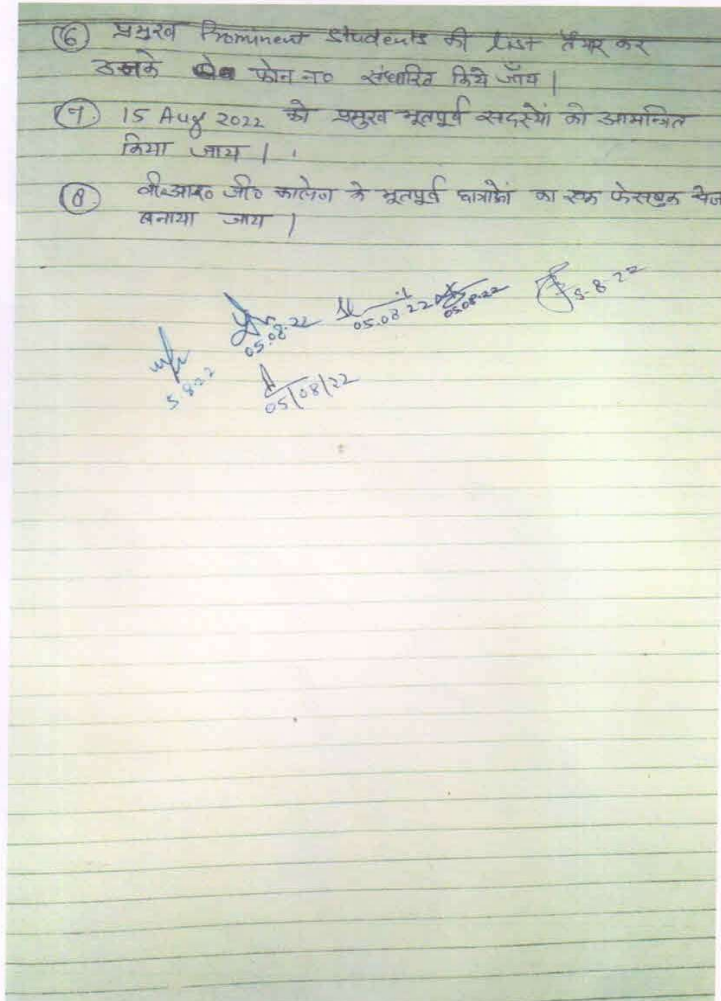 (6) प्रमुख Prominent Students की list तैयार कर
उनके फोन न० संधारित किये जाँय |
(7) 15 Aug 2022 को प्रमुख भूतपूर्व सदस्यों को आमन्त्रित
किया जाय |
(8) वी०आर० जी० कालेज के भूतपूर्व छात्राओं का एक फेसबुक पेज
बनाया जाय |
05.08.22 05.08.22 05.08.22 5-8-22
5.8.22 05/08/22